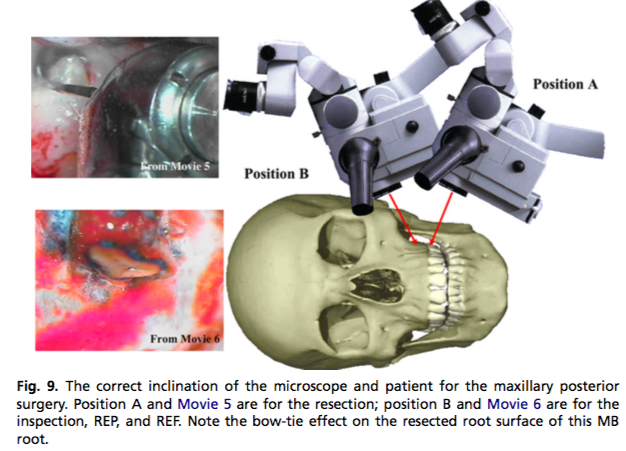 From Movie 5
Position A
Position B
From Movie 6
Fig. 9. The correct inclination of the microscope and patient for the maxillary posterior
surgery. Position A and Movie 5 are for the resection; position B and Movie 6 are for the
inspection, REP, and REF. Note the bow-tie effect on the resected root surface of this MB
root.